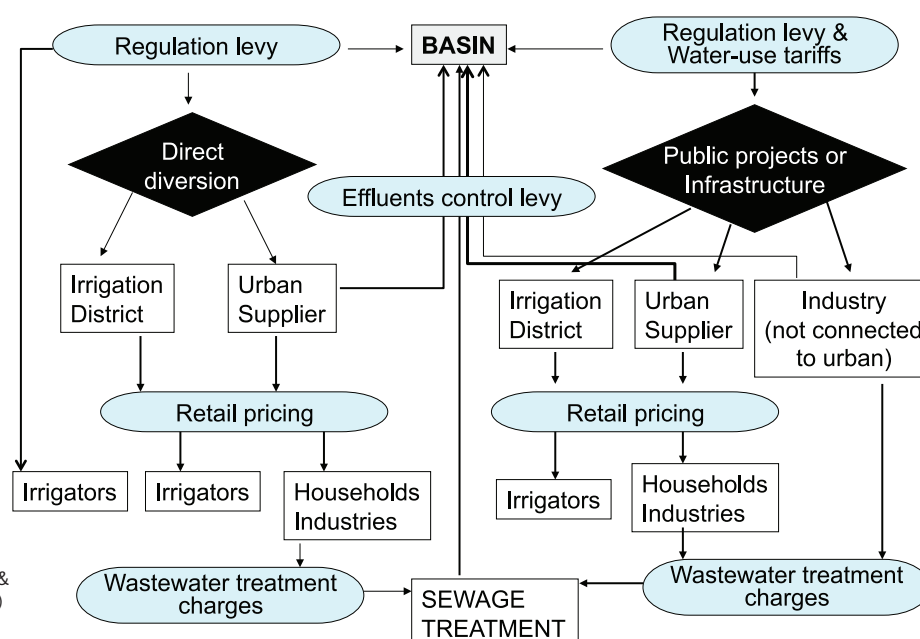 Regulation levy
BASIN
Regulation levy &
Water-use tariffs
Direct
diversion
Public projects or
Infrastructure
Effluents control levy
Irrigation
District
Urban
Supplier
Irrigation
District
Urban
Supplier
Industry
(not connected
to urban)
Retail pricing
Retail pricing
Irrigators
Irrigators
Households
Industries
Irrigators
Households
Industries
&
)
Wastewater treatment
charges
SEWAGE
TREATMENT
Wastewater treatment
charges